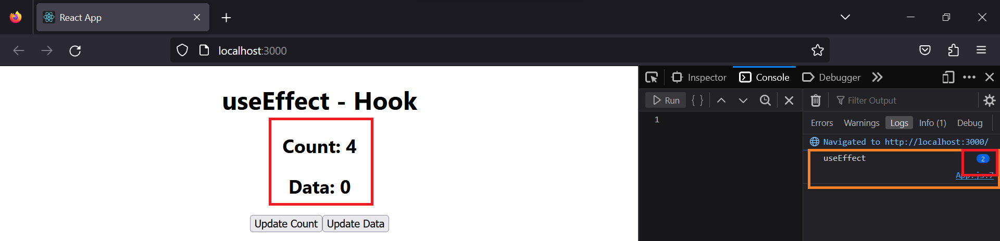 React App
localhost:3000
Inspector Console Debugger
Run Filter Output
useEffect - Hook
1
Errors Warnings Logs Info (1) Debug
Count: 4
Navigated to http://localhost:3000/
useEffect 2
App.js:7
Data: 0
Update Count Update Data